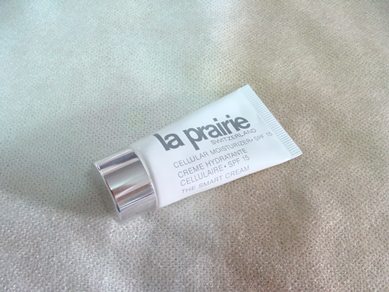 la prairie
SWITZERLAND
CELLULAR MOISTURIZER • SPF 15
CREME HYDRATANTE
CELLULAIRE • SPF 15
THE SMART CREAM